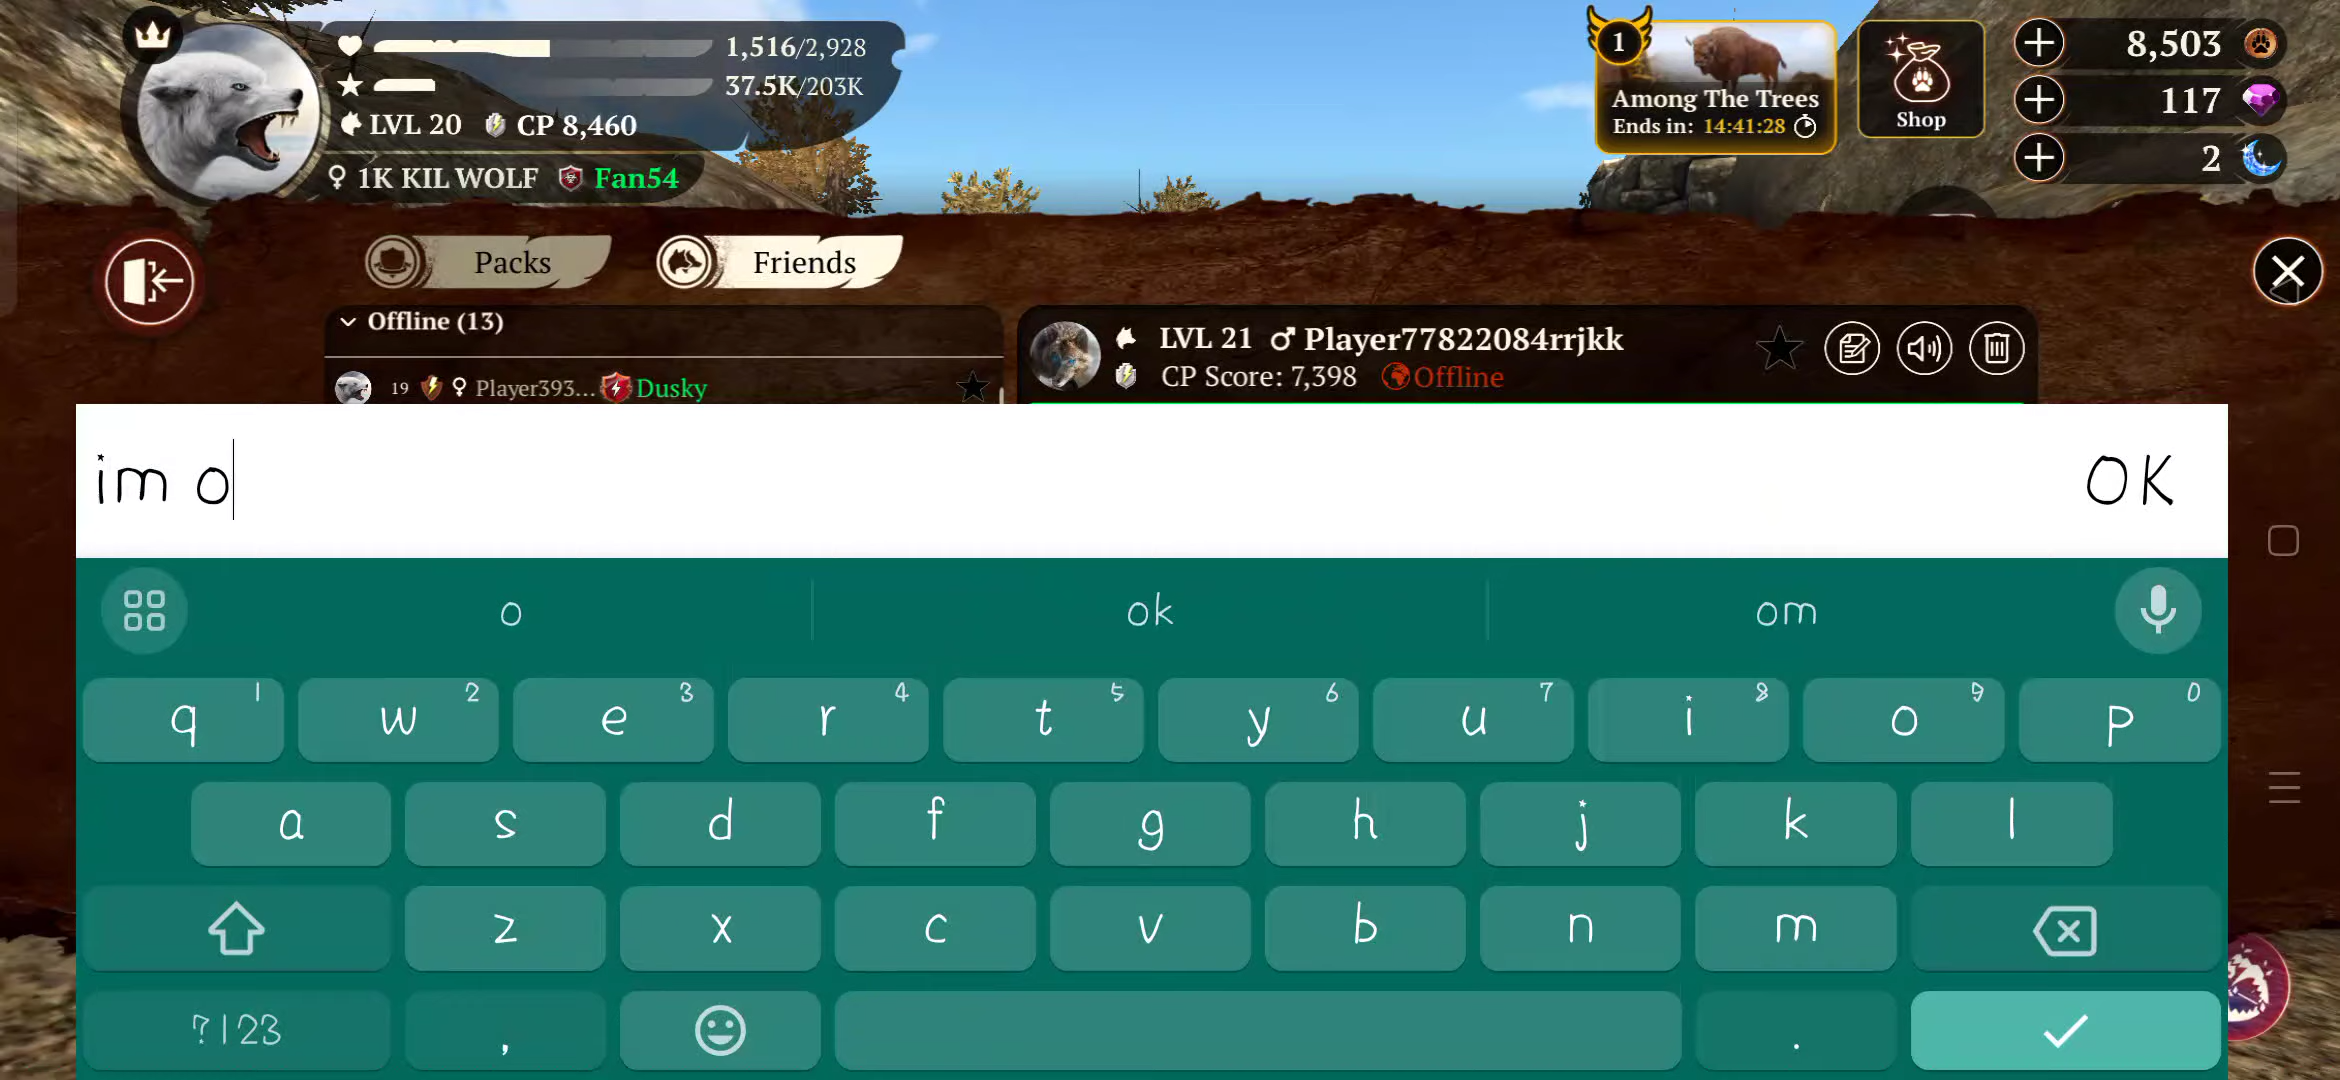 1,516/2,928
37.5K/203K
LVL 20 CP 8,460
1K KIL WOLF Fan54
1
Among The Trees
Ends in: 14:41:28
Shop
8,503
117
2
Packs
Friends
Offline (13)
19 Player393... Dusky
LVL 21 Player77822084rrjkk
CP Score: 7,398 Offline
im o
OK
o ok om
q 1 w 2 e 3 r 4 t 5 y 6 u 7 i 8 o 9 p 0
a s d f g h j k l
z x c v b n m
?123 , .